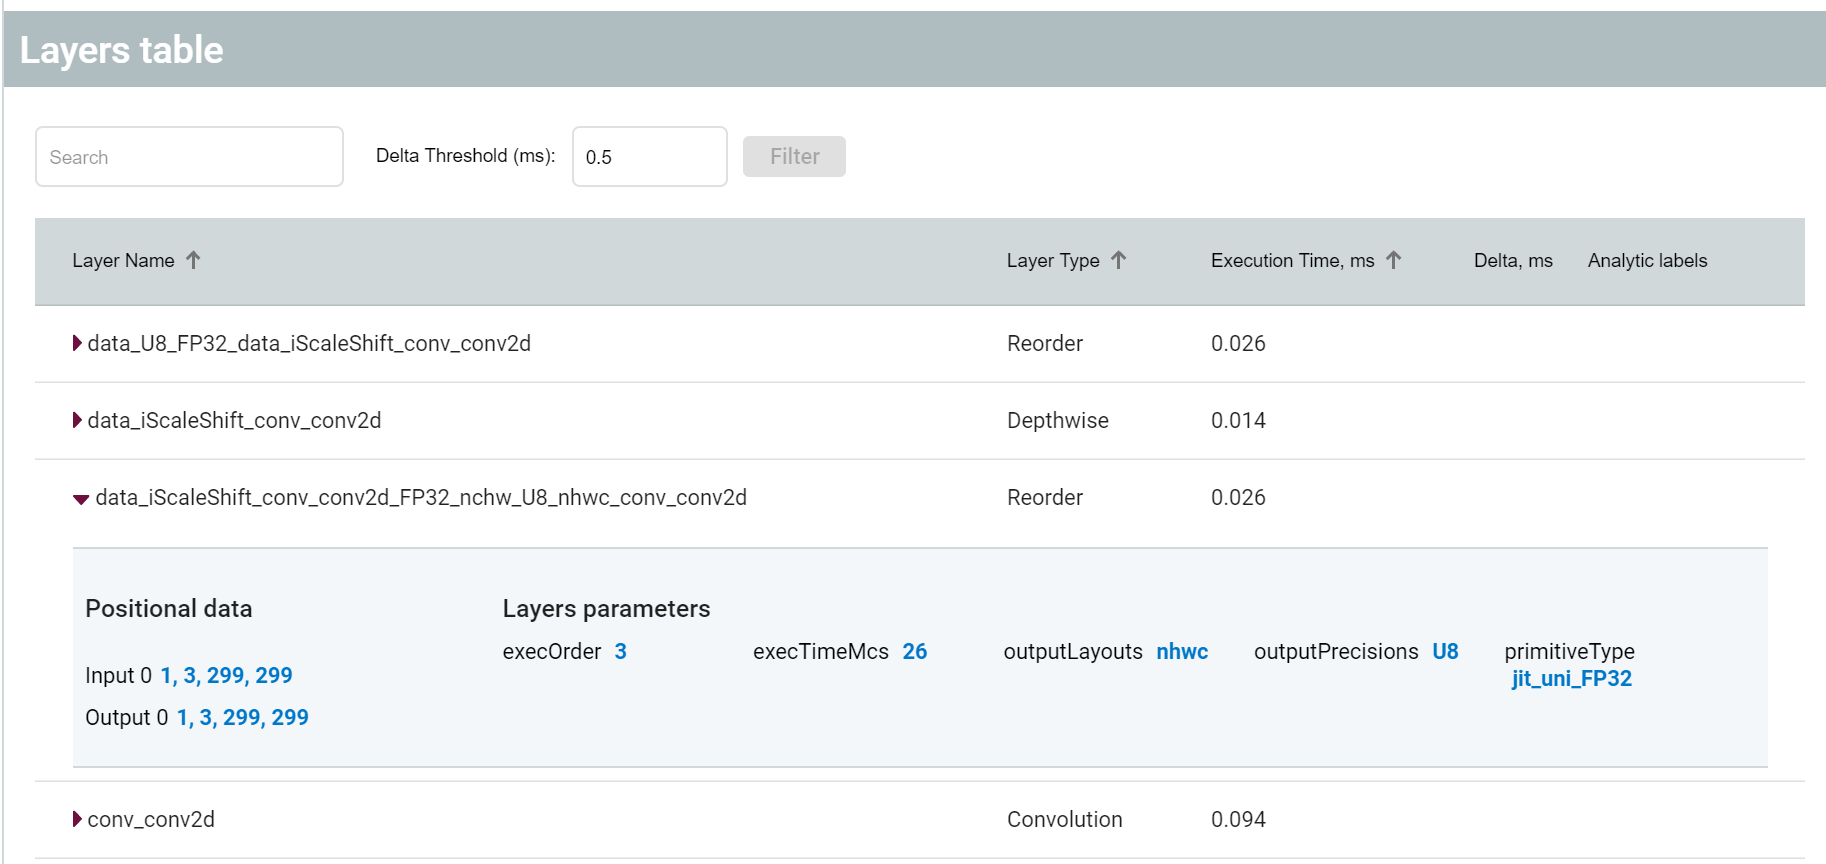 Layers table
Search Delta Threshold (ms): 0.5 Filter
Layer Name Layer Type Execution Time, ms Delta, ms Analytic labels
data_U8_FP32_data_iScaleShift_conv_conv2d Reorder 0.026
data_iScaleShift_conv_conv2d Depthwise 0.014
data_iScaleShift_conv_conv2d_FP32_nchw_U8_nhwc_conv_conv2d Reorder 0.026
Positional data Layers parameters
execOrder 3 execTimeMcs 26 outputLayouts nhwc outputPrecisions U8 primitiveType
Input 0 1, 3, 299, 299 jit_uni_FP32
Output 0 1, 3, 299, 299
conv_conv2d Convolution 0.094